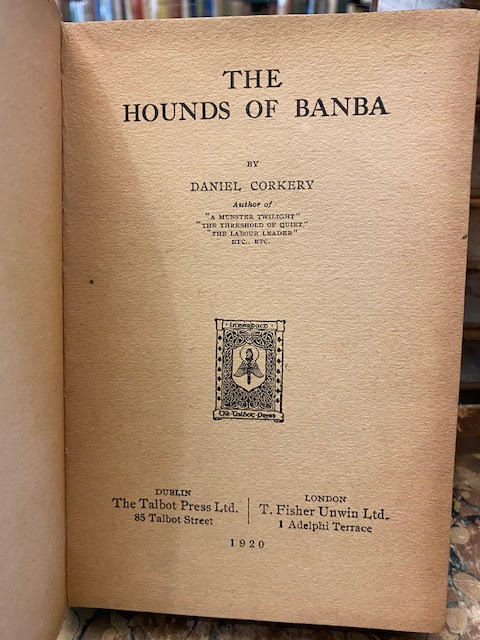 THE
HOUNDS OF BANBA
BY
DANIEL CORKERY
Author of
"A MUNSTER TWILIGHT"
"THE THRESHOLD OF QUIET,"
"THE LABOUR LEADER"
ETC., ETC.
The Talbot Press
DUBLIN
The Talbot Press Ltd.
85 Talbot Street
LONDON
T. Fisher Unwin Ltd.
1 Adelphi Terrace
1920